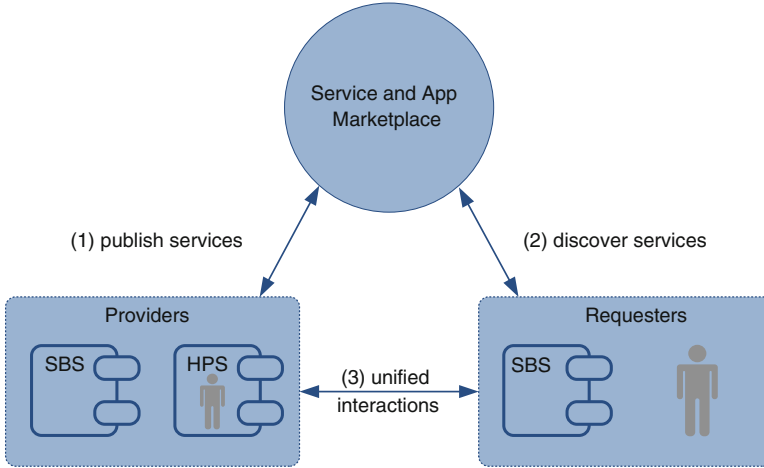 Service and App
Marketplace
(1) publish services
(2) discover services
Providers
SBS
HPS
(3) unified
interactions
Requesters
SBS